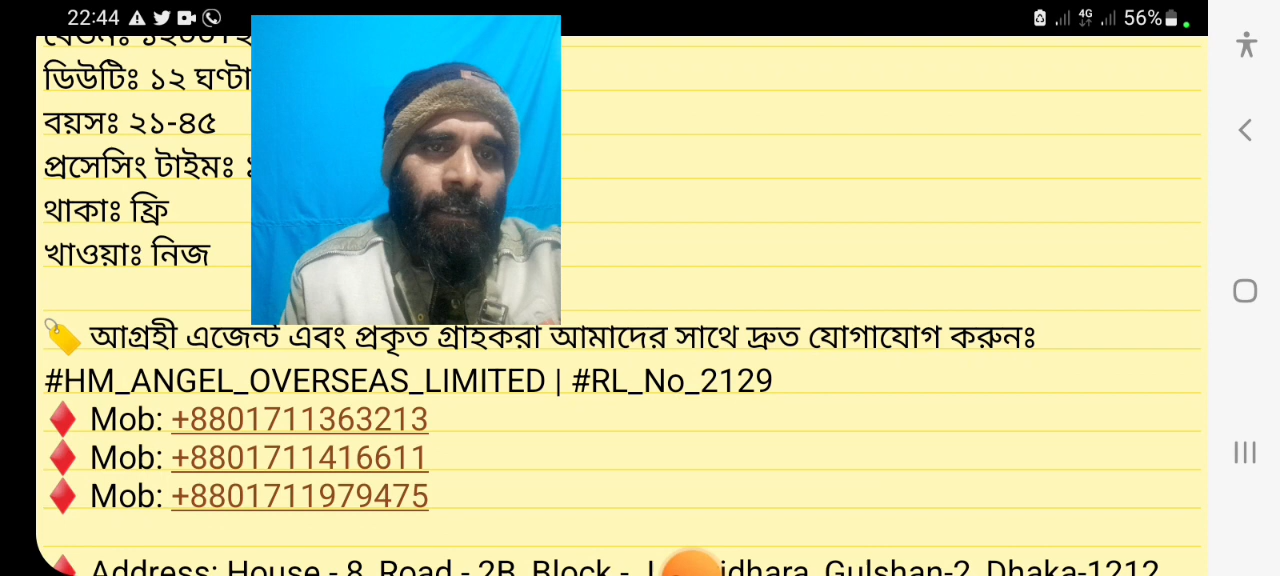 22:44
4G 56%
ডিউটিঃ ১২ ঘণ্টা
বয়সঃ ২১-৪৫
প্রসেসিং টাইমঃ
থাকাঃ ফ্রি
খাওয়াঃ নিজ
আগ্রহী এজেন্ট এবং প্রকৃত গ্রাহকরা আমাদের সাথে দ্রুত যোগাযোগ করুনঃ
#HM_ANGEL_OVERSEAS_LIMITED | #RL_No_2129
Mob: +8801711363213
Mob: +8801711416611
Mob: +8801711979475
Address: House - 8, Road - 2B, Block - J, Gulshan-2, Dhaka-1212